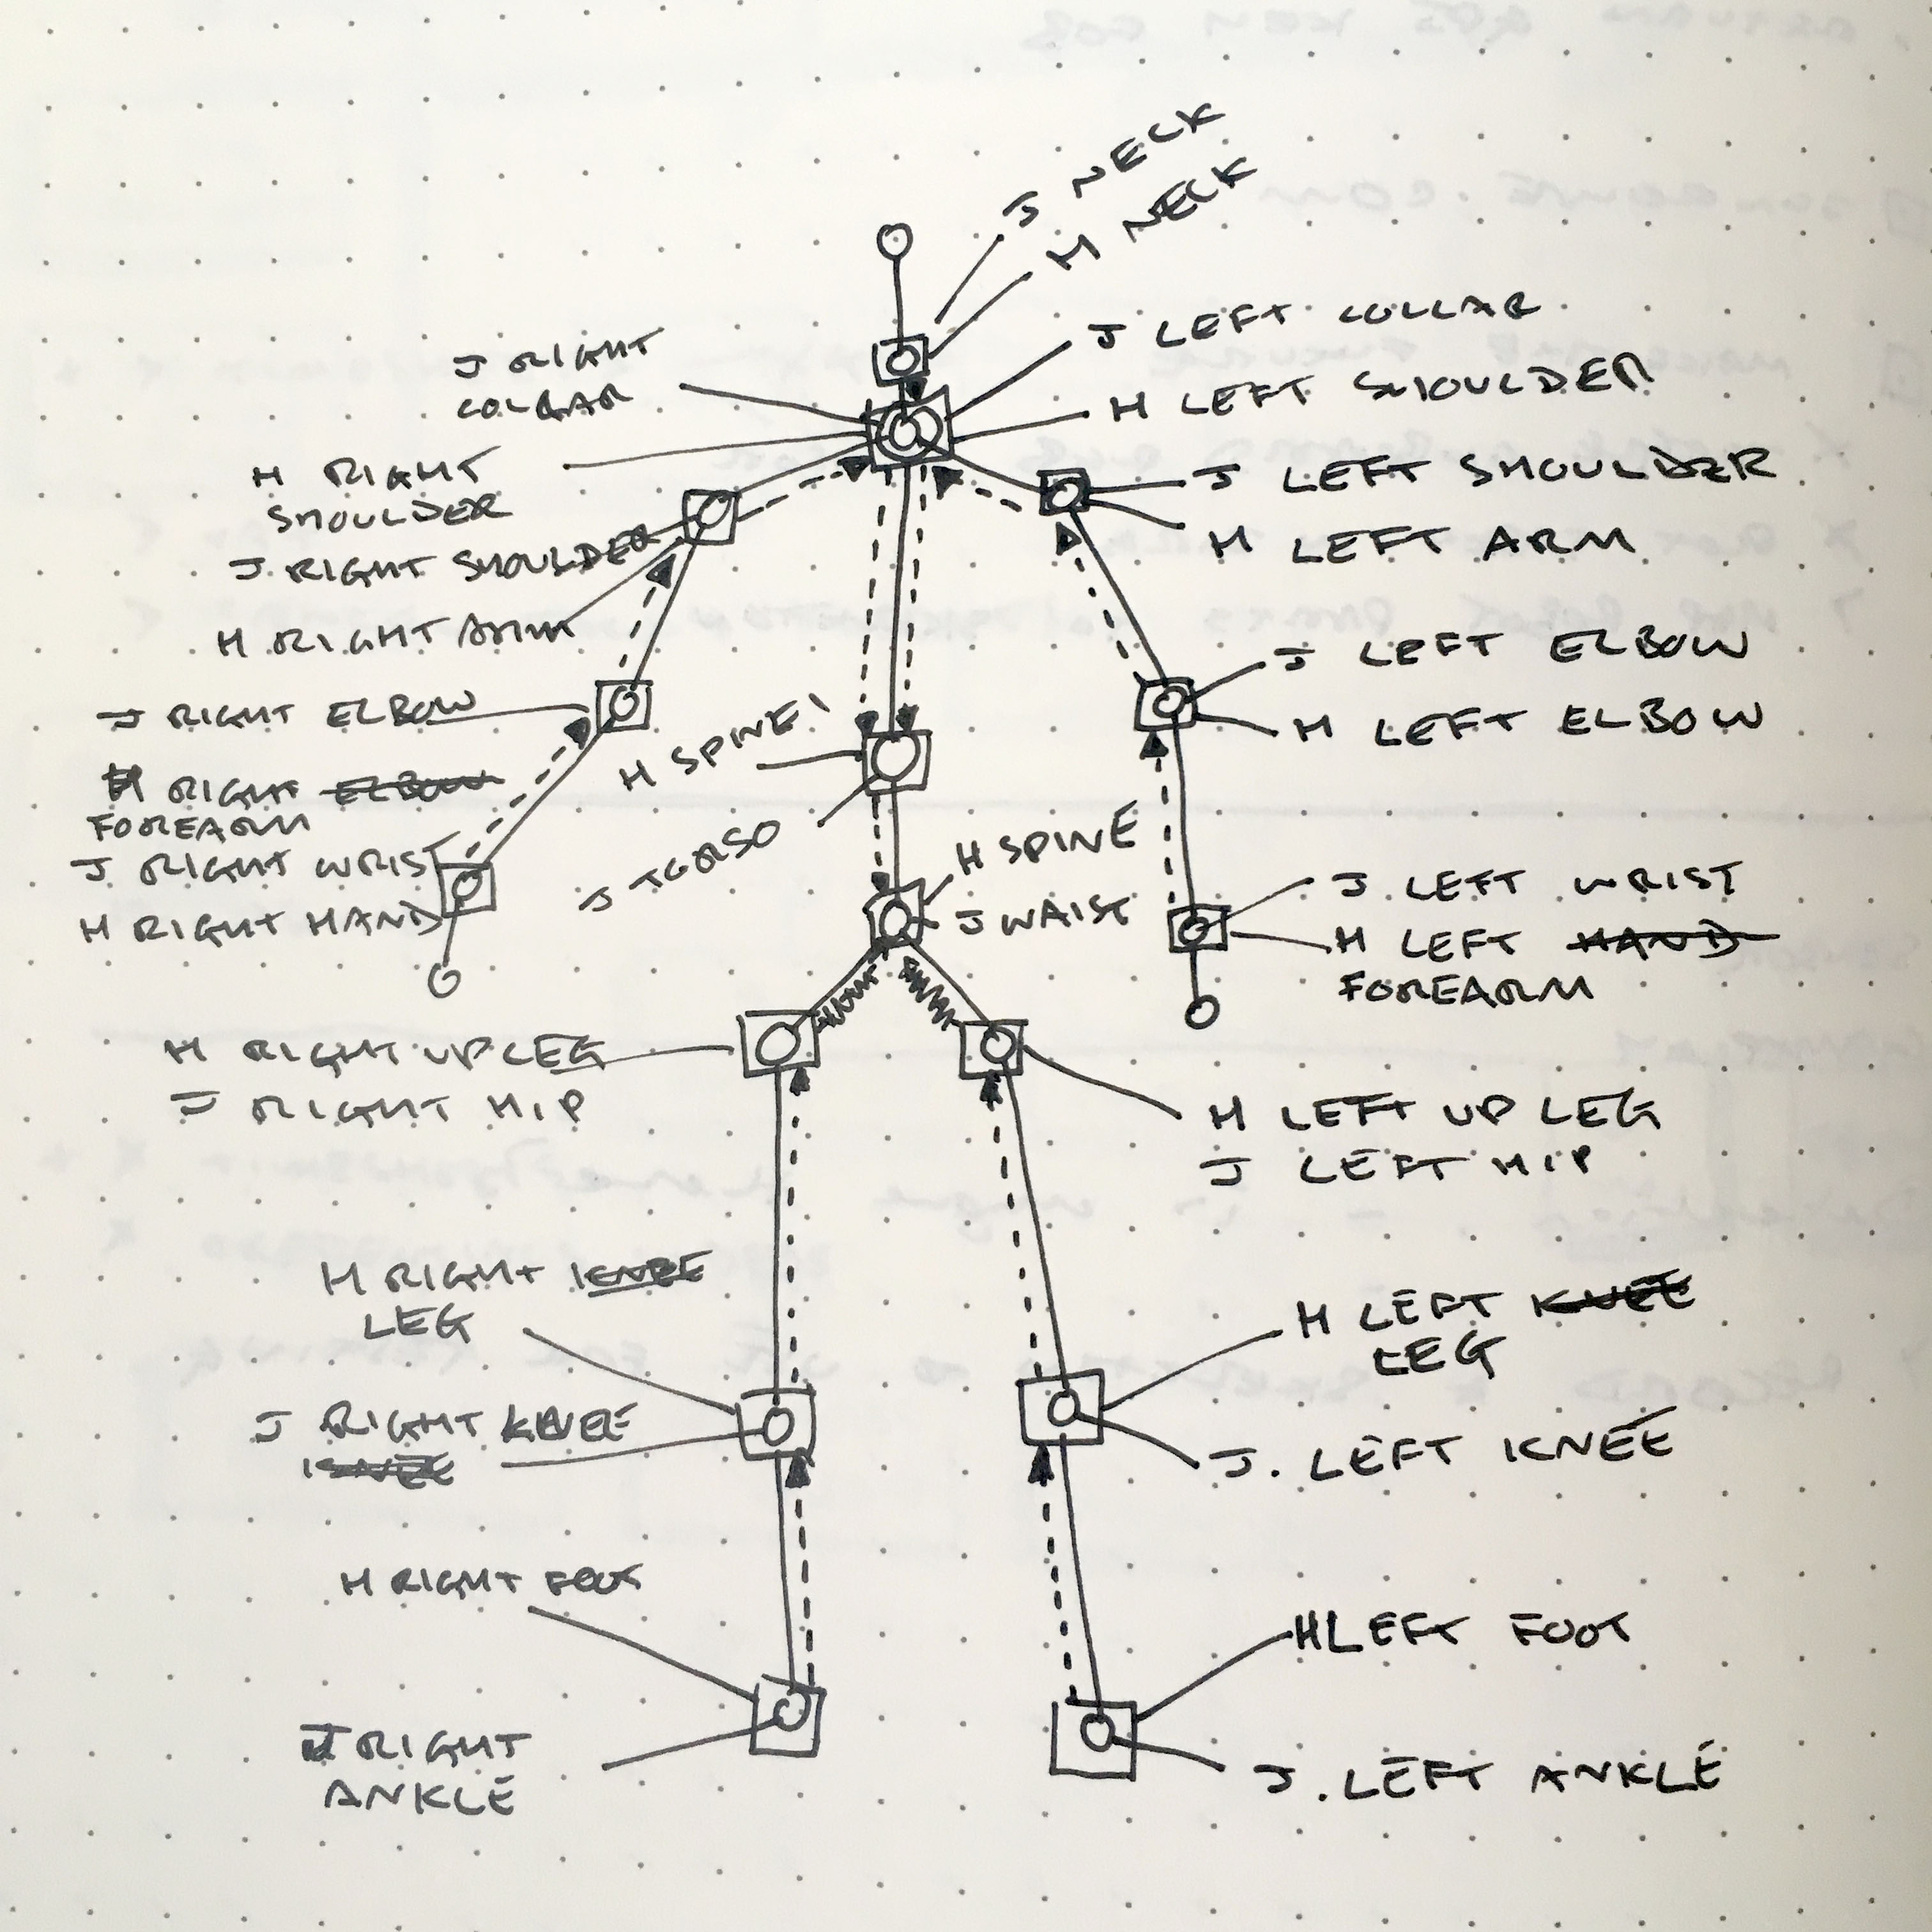 J NECK
H NECK
J LEFT COLLAR
H LEFT SHOULDER
J LEFT SHOULDER
H LEFT ARM
J LEFT ELBOW
H LEFT ELBOW
J. LEFT WRIST
H LEFT HAND
FOREARM
J RIGHT
COLLAR
H RIGHT
SHOULDER
J RIGHT SHOULDER
H RIGHT ARM
J RIGHT ELBOW
H RIGHT ELBOW
FOREARM
J RIGHT WRIST
H RIGHT HAND
H SPINE1
J TORSO
H SPINE
J WAIST
H RIGHT UP LEG
J RIGHT HIP
H LEFT UP LEG
J LEFT HIP
H RIGHT KNEE
LEG
J RIGHT KNEE
KNEE
H LEFT KNEE
LEG
J. LEFT KNEE
H RIGHT FOOT
J RIGHT
ANKLE
H LEFT FOOT
J. LEFT ANKLE